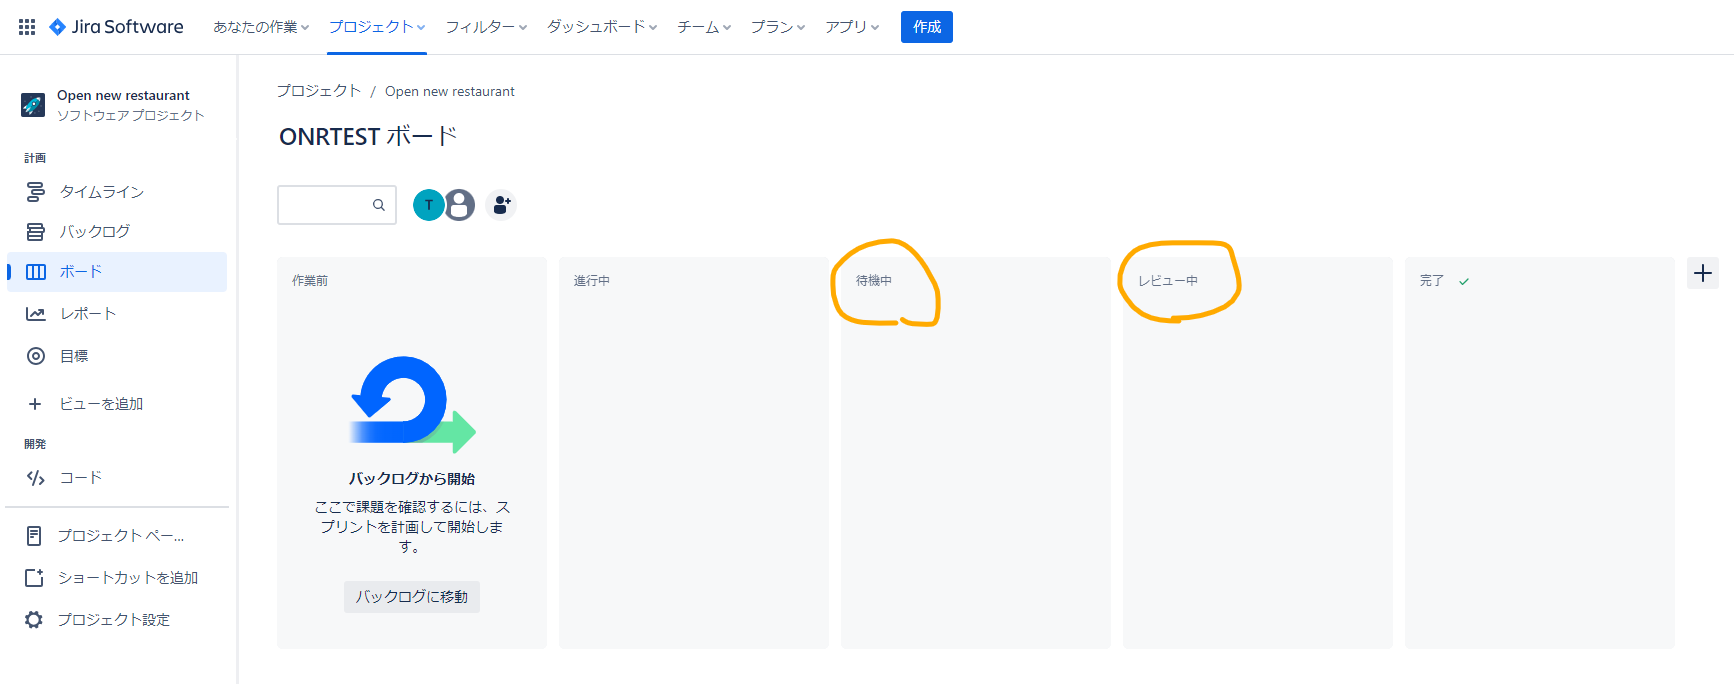 Jira Software
あなたの作業
プロジェクト
フィルター
ダッシュボード
チーム
プラン
アプリ
作成
Open new restaurant
ソフトウェア プロジェクト
計画
タイムライン
バックログ
ボード
レポート
目標
ビューを追加
開発
コード
プロジェクト ペー...
ショートカットを追加
プロジェクト設定
プロジェクト / Open new restaurant
ONRTEST ボード
T
作業前
バックログから開始
ここで課題を確認するには、ス
プリントを計画して開始しま
す。
バックログに移動
進行中
待機中
レビュー中
完了